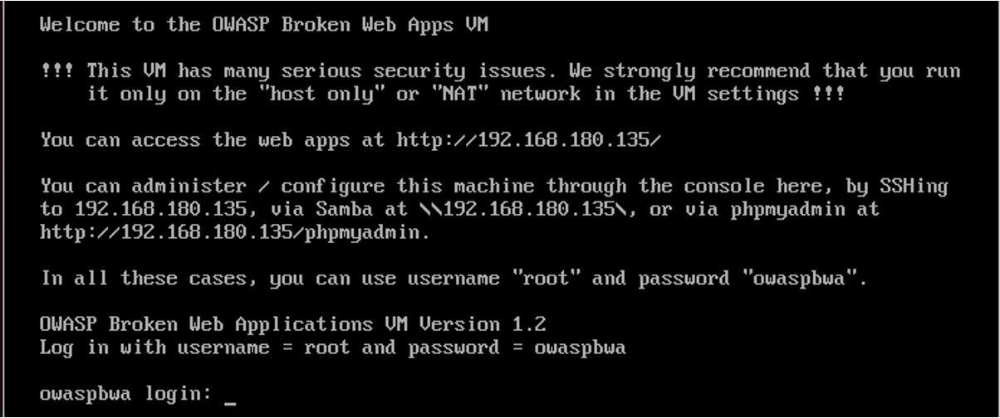 Welcome to the OWASP Broken Web Apps VM
!!! This VM has many serious security issues. We strongly recommend that you run
it only on the "host only" or "NAT" network in the VM settings !!!
You can access the web apps at http://192.168.180.135/
You can administer / configure this machine through the console here, by SSHing
to 192.168.180.135, via Samba at \\192.168.180.135\, or via phpmyadmin at
http://192.168.180.135/phpmyadmin.
In all these cases, you can use username "root" and password "owaspbwa".
OWASP Broken Web Applications VM Version 1.2
Log in with username = root and password = owaspbwa
owaspbwa login: _